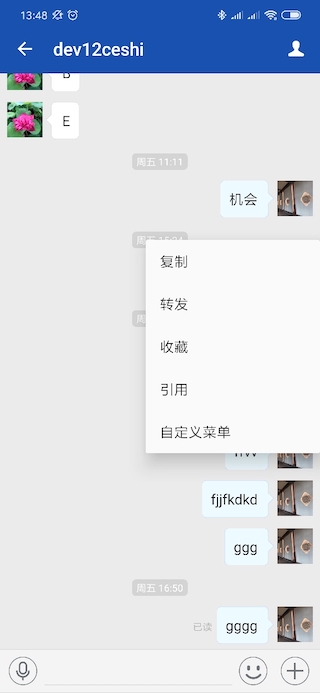 13:48
dev12ceshi
B
E
周五 11:11
机会
复制
转发
收藏
引用
自定义菜单
fjjfkdkd
ggg
周五 16:50
已读
gggg